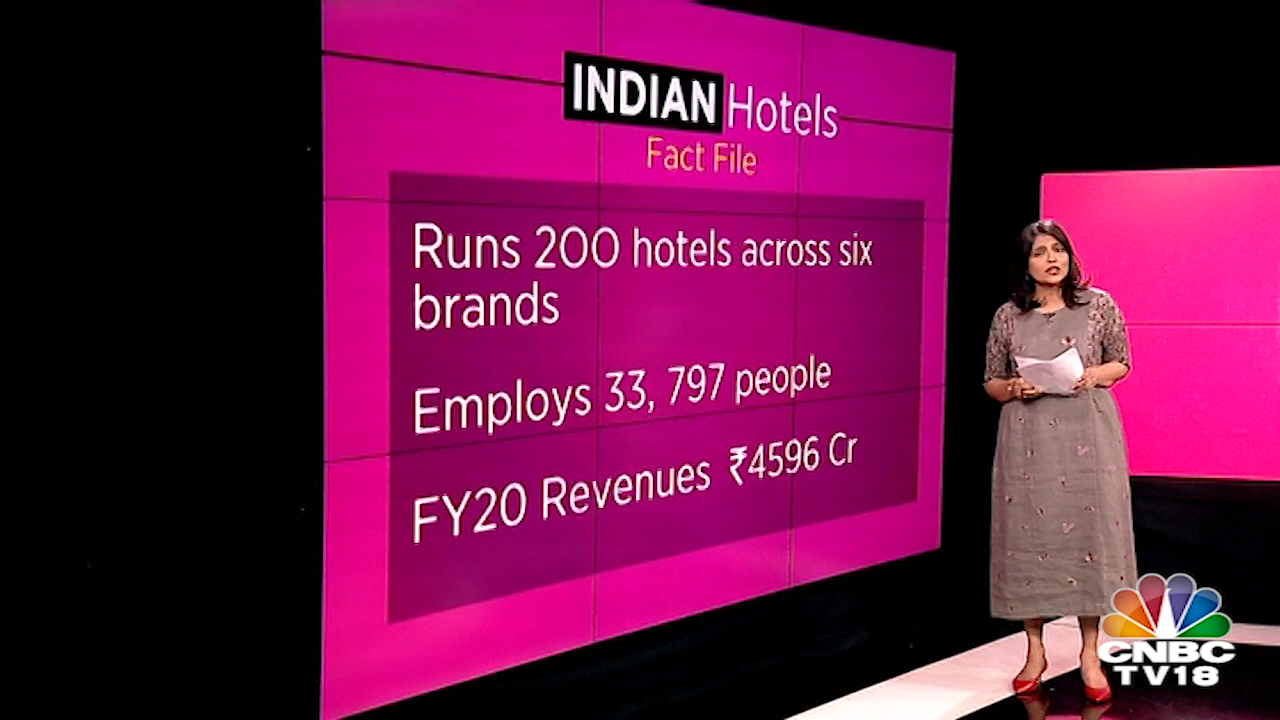 INDIAN Hotels
Fact File
Runs 200 hotels across six
brands
Employs 33, 797 people
FY20 Revenues ₹4596 Cr
CNBC
TV18